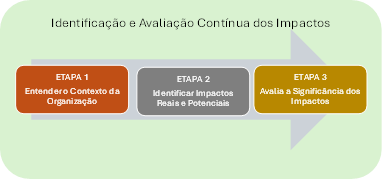 Identificação e Avaliação Contínua dos Impactos
ETAPA 1
Entender o Contexto da
Organização
ETAPA 2
Identificar Impactos
Reais e Potenciais
ETAPA 3
Avalia a Significância dos
Impactos